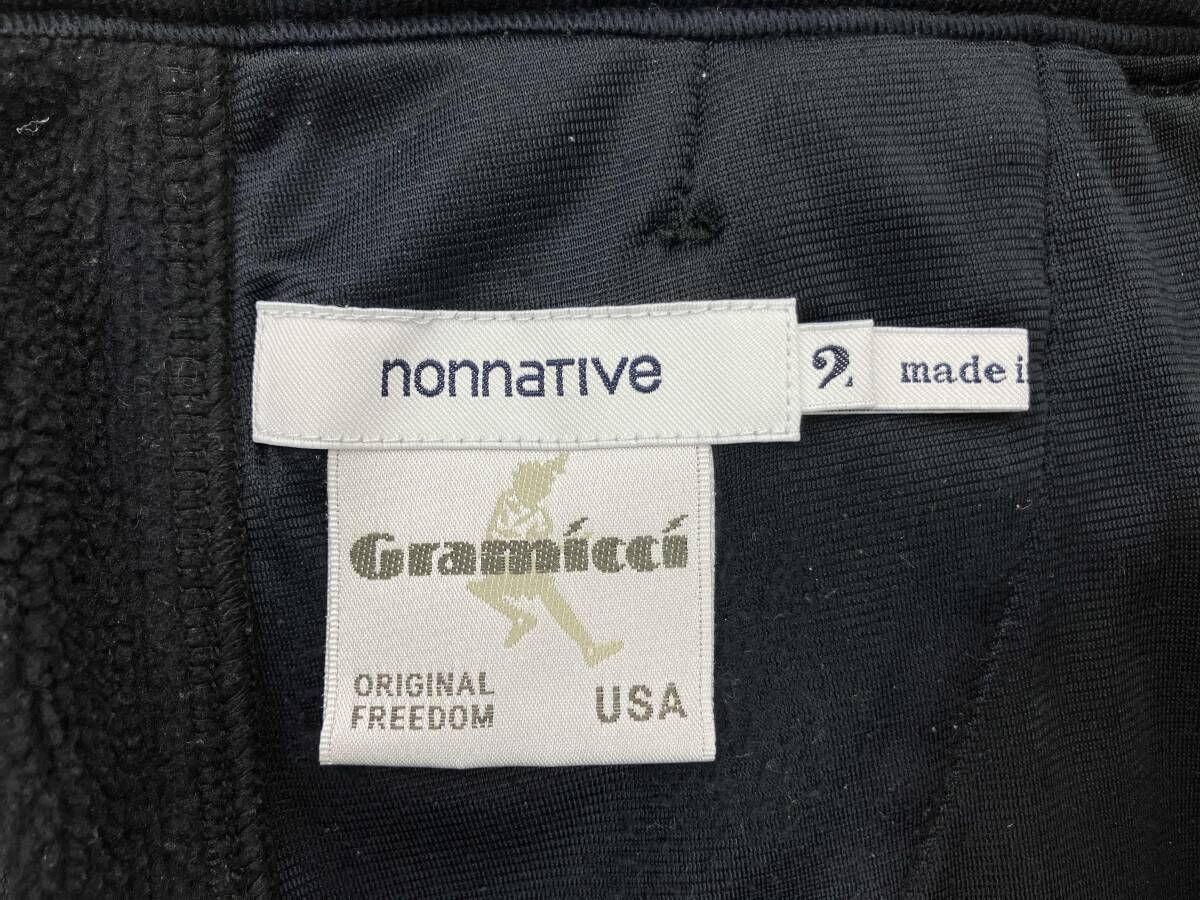 nonnative
2
made i
Gramicci
ORIGINAL
FREEDOM
USA